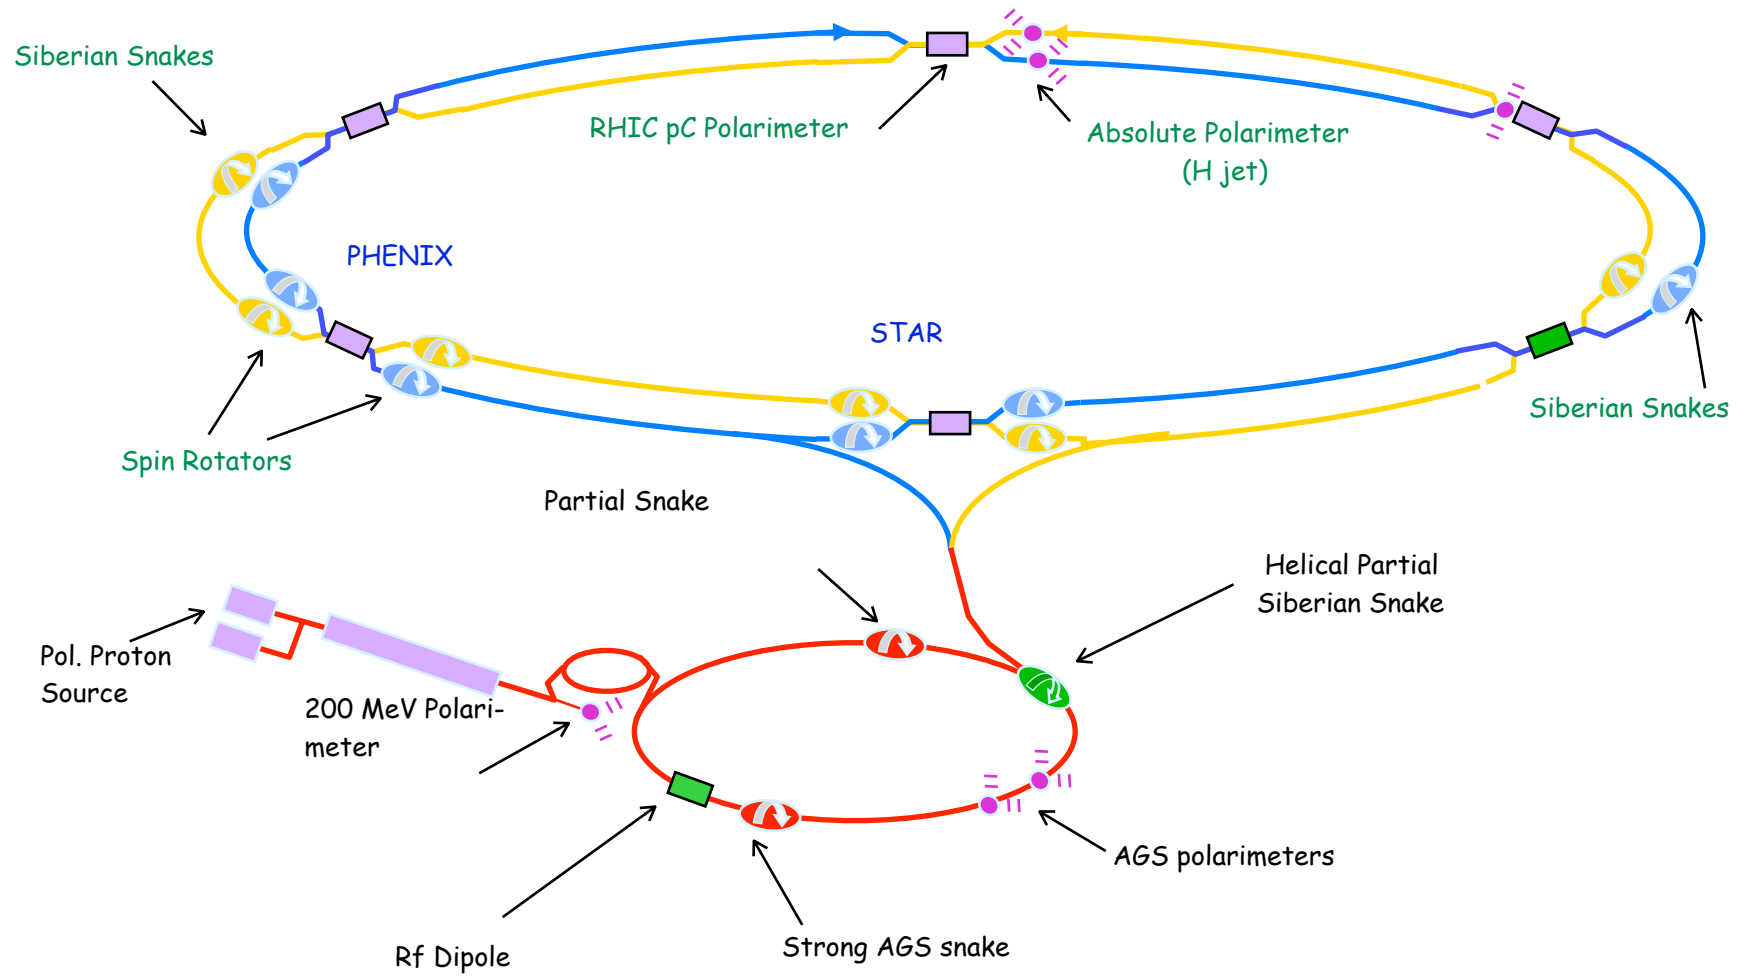 Siberian Snakes
RHIC pC Polarimeter
Absolute Polarimeter
(H jet)
PHENIX
STAR
Siberian Snakes
Spin Rotators
Partial Snake
Helical Partial
Siberian Snake
Pol. Proton
Source
200 MeV Polari-
meter
AGS polarimeters
Rf Dipole
Strong AGS snake